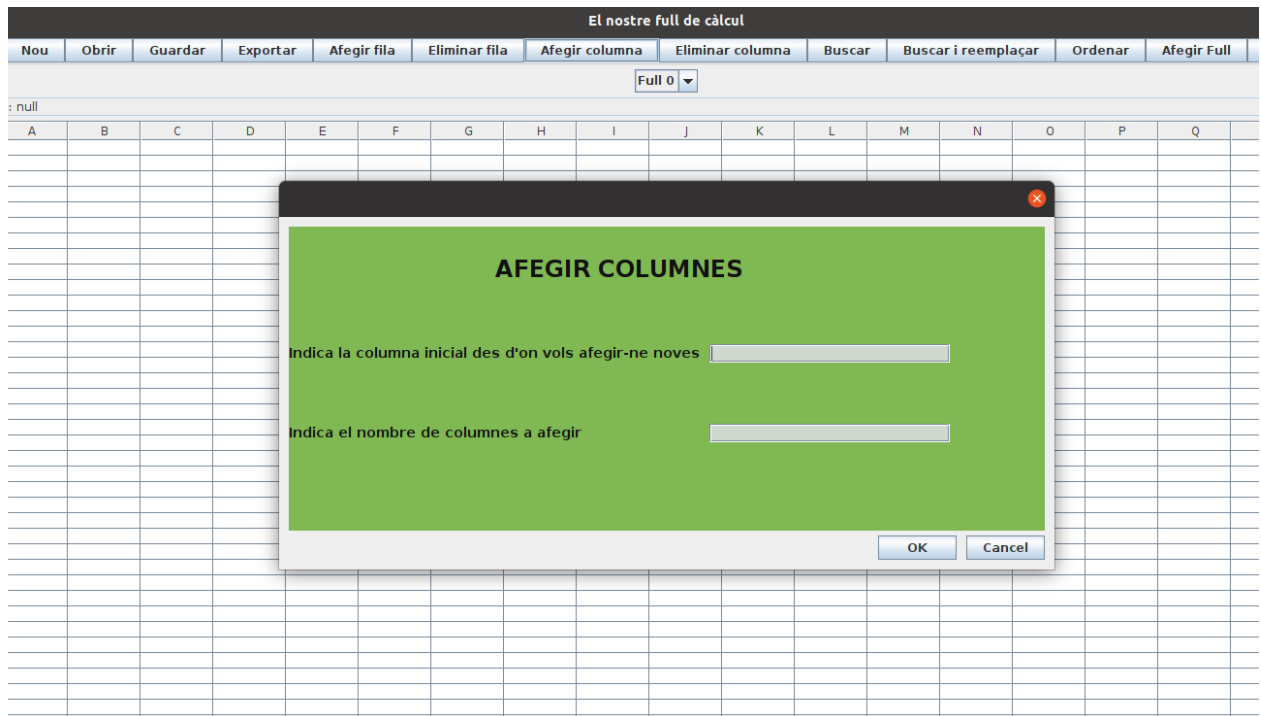 El nostre full de càlcul
Nou Obrir Guardar Exportar Afegir fila Eliminar fila Afegir columna Eliminar columna Buscar Buscar i reemplaçar Ordenar Afegir Full
Full 0
: null
A B C D E F G H I J K L M N O P Q
AFEGIR COLUMNES
Indica la columna inicial des d'on vols afegir-ne noves
Indica el nombre de columnes a afegir
OK Cancel